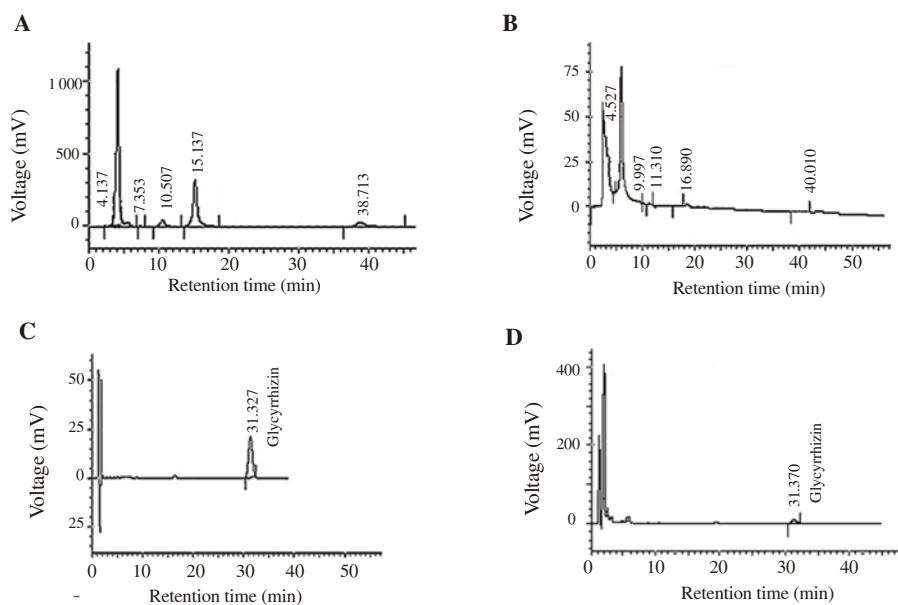 A
Voltage (mV)
1 000
500
0
4.137
7.353
10.507
15.137
38.713
0 10 20 30 40
Retention time (min)
B
Voltage (mV)
75
50
25
0
4.527
9.997
11.310
16.890
40.010
0 10 20 30 40 50
Retention time (min)
C
Voltage (mV)
50
25
0
25
31.327
Glycyrrhizin
0 10 20 30 40 50
Retention time (min)
D
Voltage (mV)
400
200
0
31.370
Glycyrrhizin
0 10 20 30 40
Retention time (min)